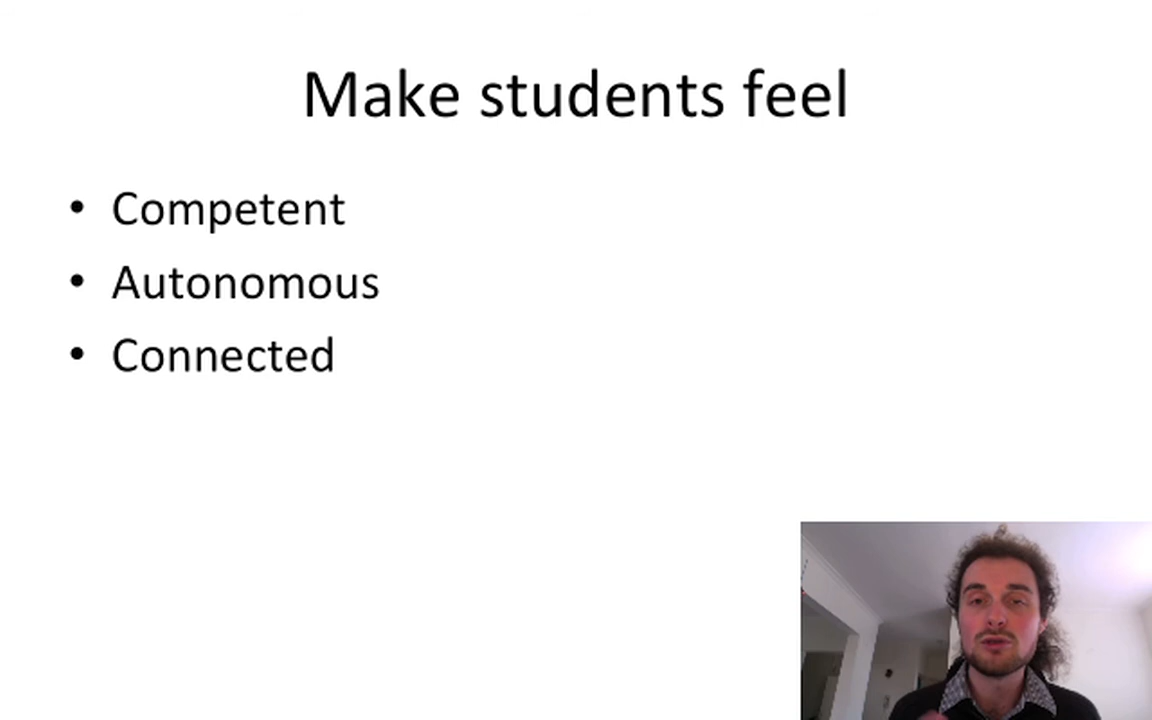 Make students feel
• Competent
• Autonomous
• Connected